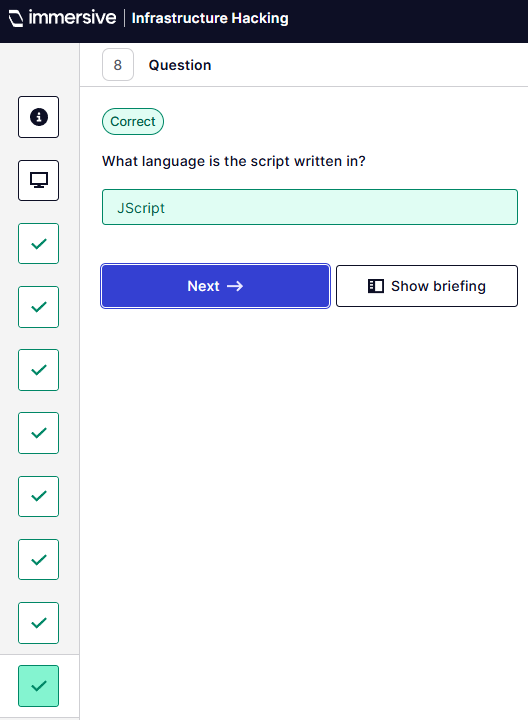 immersive | Infrastructure Hacking
8 Question
Correct
What language is the script written in?
JScript
Next →
Show briefing